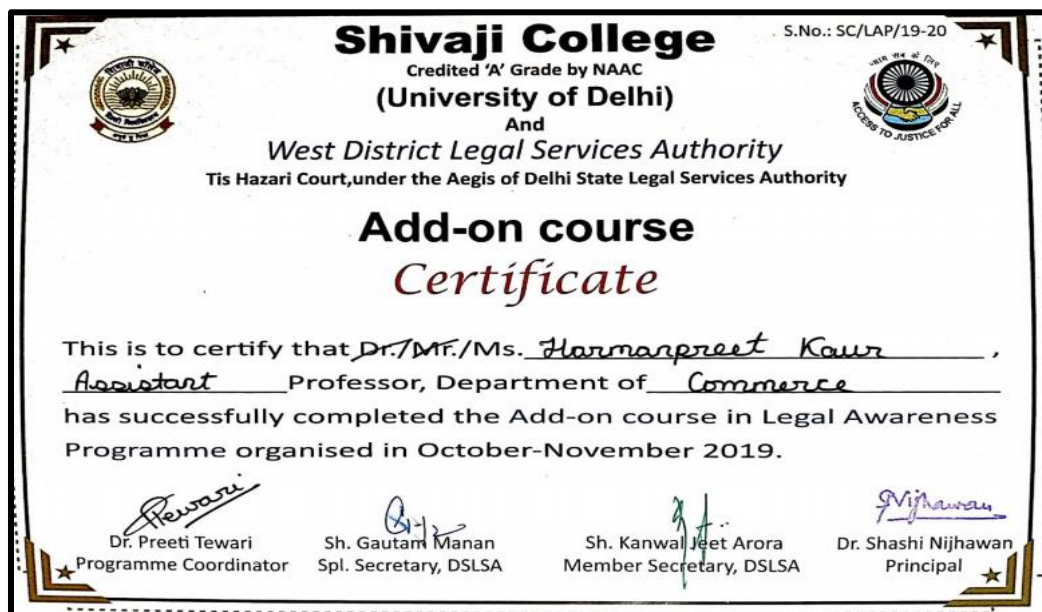 S.No.: SC/LAP/19-20
Shivaji College
Credited ‘A’ Grade by NAAC
(University of Delhi)
And
West District Legal Services Authority
Tis Hazari Court,under the Aegis of Delhi State Legal Services Authority
ACCESS TO JUSTICE FOR ALL
Add-on course
Certificate
This is to certify that Dr./Mr./Ms. Harmanpreet Kaur ,
Assistant Professor, Department of Commerce
has successfully completed the Add-on course in Legal Awareness
Programme organised in October-November 2019.
Tewari
Nijhawan
Dr. Preeti Tewari
Sh. Gautam Manan
Sh. Kanwal Jeet Arora
Dr. Shashi Nijhawan
Programme Coordinator
Spl. Secretary, DSLSA
Member Secretary, DSLSA
Principal